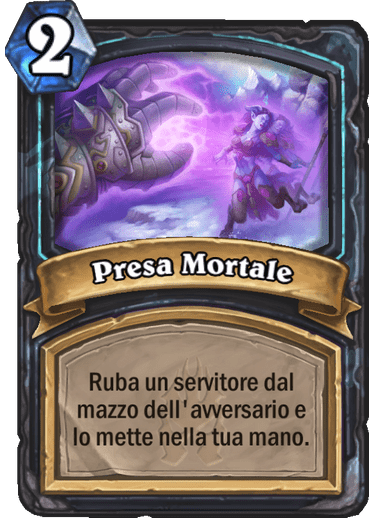 2
Presa Mortale
Ruba un servitore dal
mazzo dell'avversario e
lo mette nella tua mano.